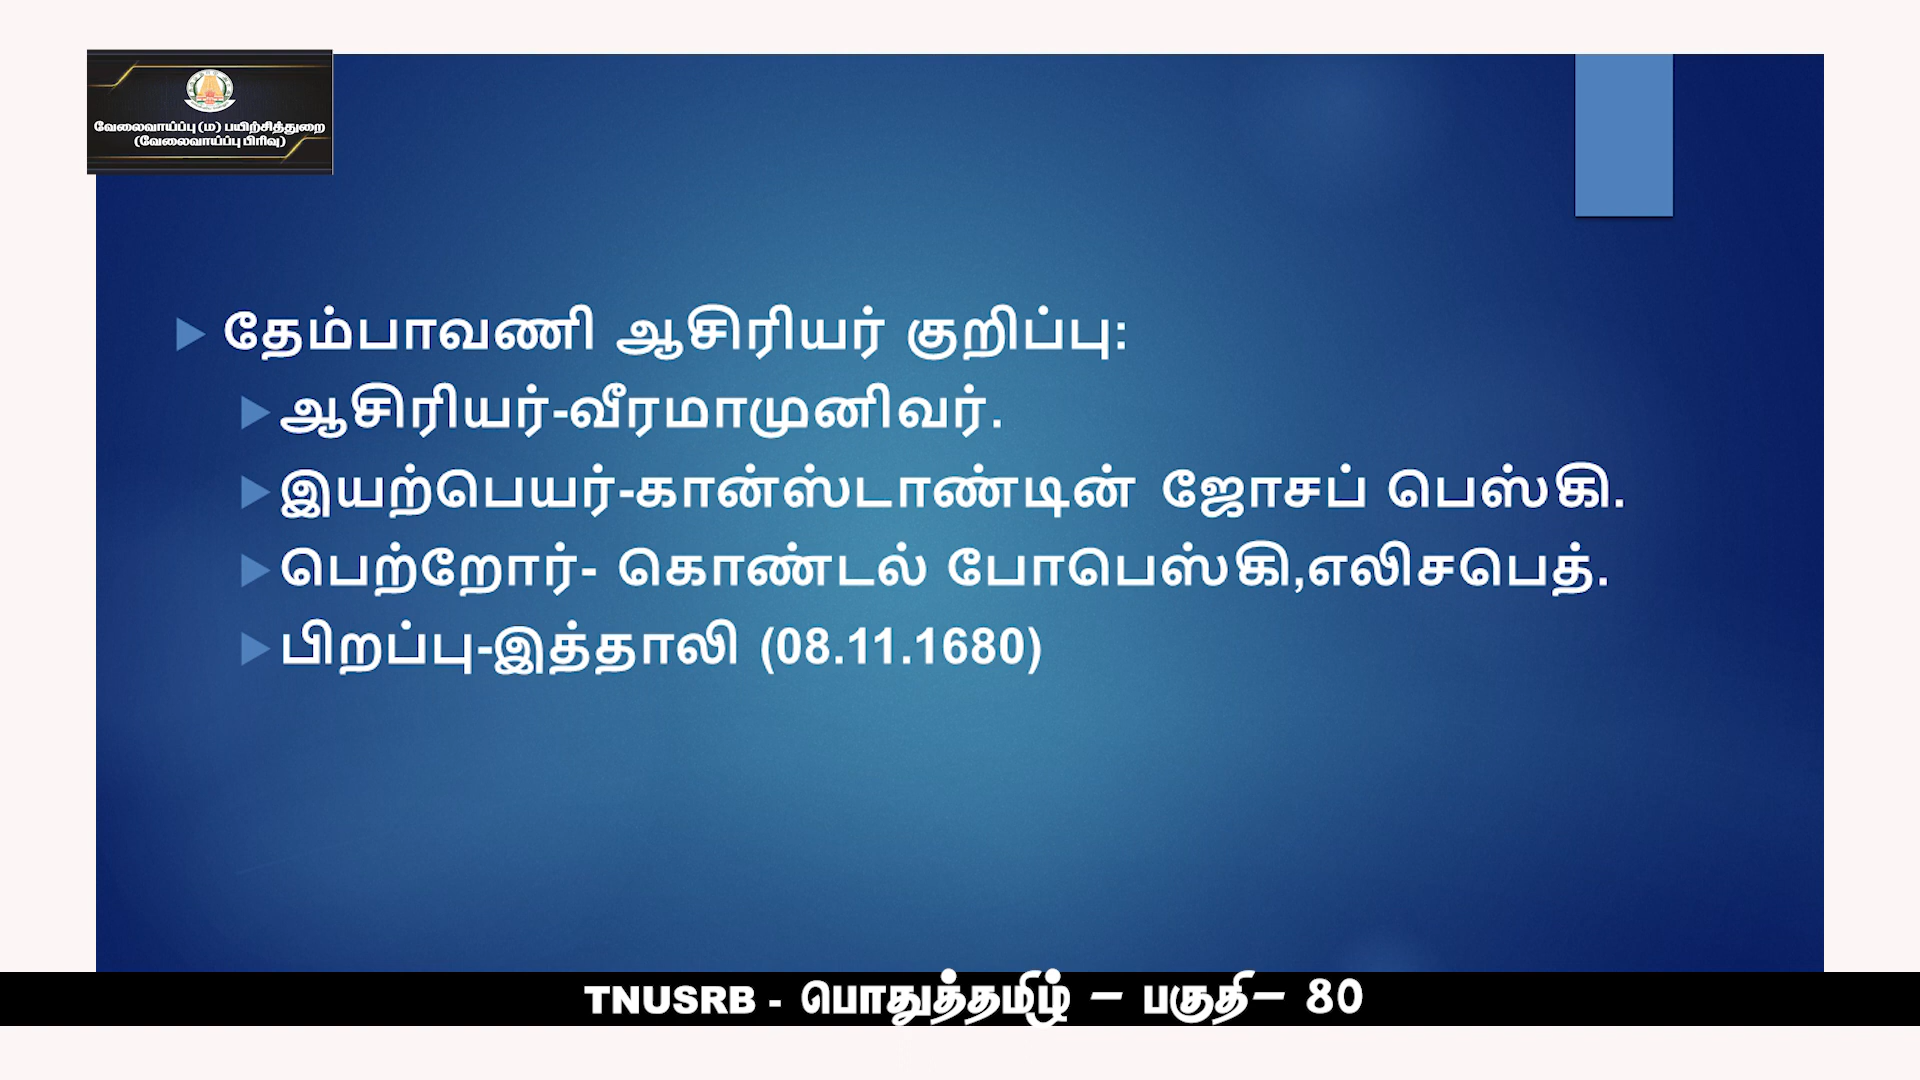 வேலைவாய்ப்பு (ம) பயிற்சித்துறை
(வேலைவாய்ப்பு பிரிவு)
தேம்பாவணி ஆசிரியர் குறிப்பு:
ஆசிரியர்-வீரமாமுனிவர்.
இயற்பெயர்-கான்ஸ்டாண்டின் ஜோசப் பெஸ்கி.
பெற்றோர்- கொண்டல் போபெஸ்கி,எலிசபெத்.
பிறப்பு-இத்தாலி (08.11.1680)
TNUSRB - பொதுத்தமிழ் – பகுதி– 80